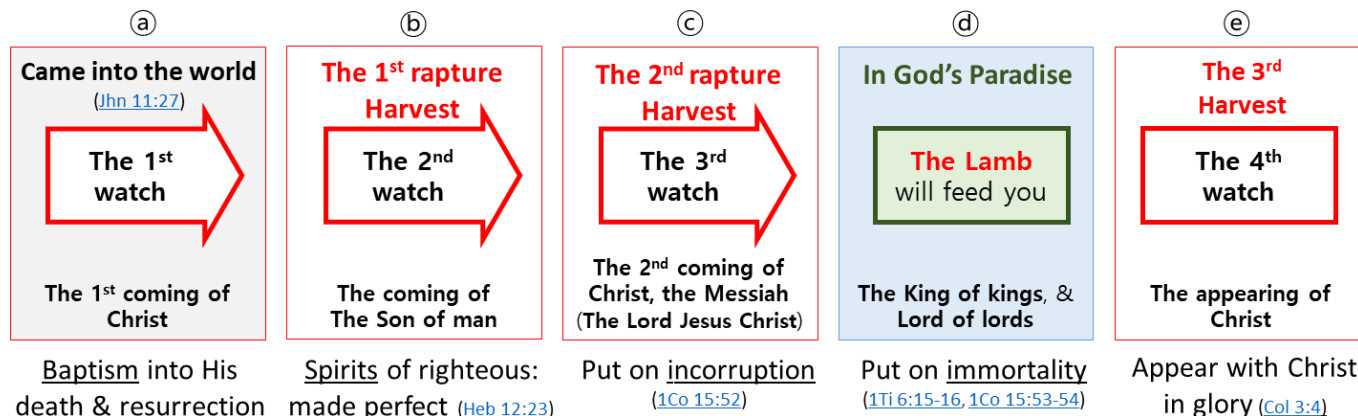 ⓐ
Came into the world
(Jhn 11:27)
The 1st
watch
The 1st coming of
Christ
Baptism into His
death & resurrection
ⓑ
The 1st rapture
Harvest
The 2nd
watch
The coming of
The Son of man
Spirits of righteous:
made perfect (Heb 12:23)
ⓒ
The 2nd rapture
Harvest
The 3rd
watch
The 2nd coming of
Christ, the Messiah
(The Lord Jesus Christ)
Put on incorruption
(1Co 15:52)
ⓓ
In God's Paradise
The Lamb
will feed you
The King of kings, &
Lord of lords
Put on immortality
(1Ti 6:15-16, 1Co 15:53-54)
ⓔ
The 3rd
Harvest
The 4th
watch
The appearing of
Christ
Appear with Christ
in glory (Col 3:4)